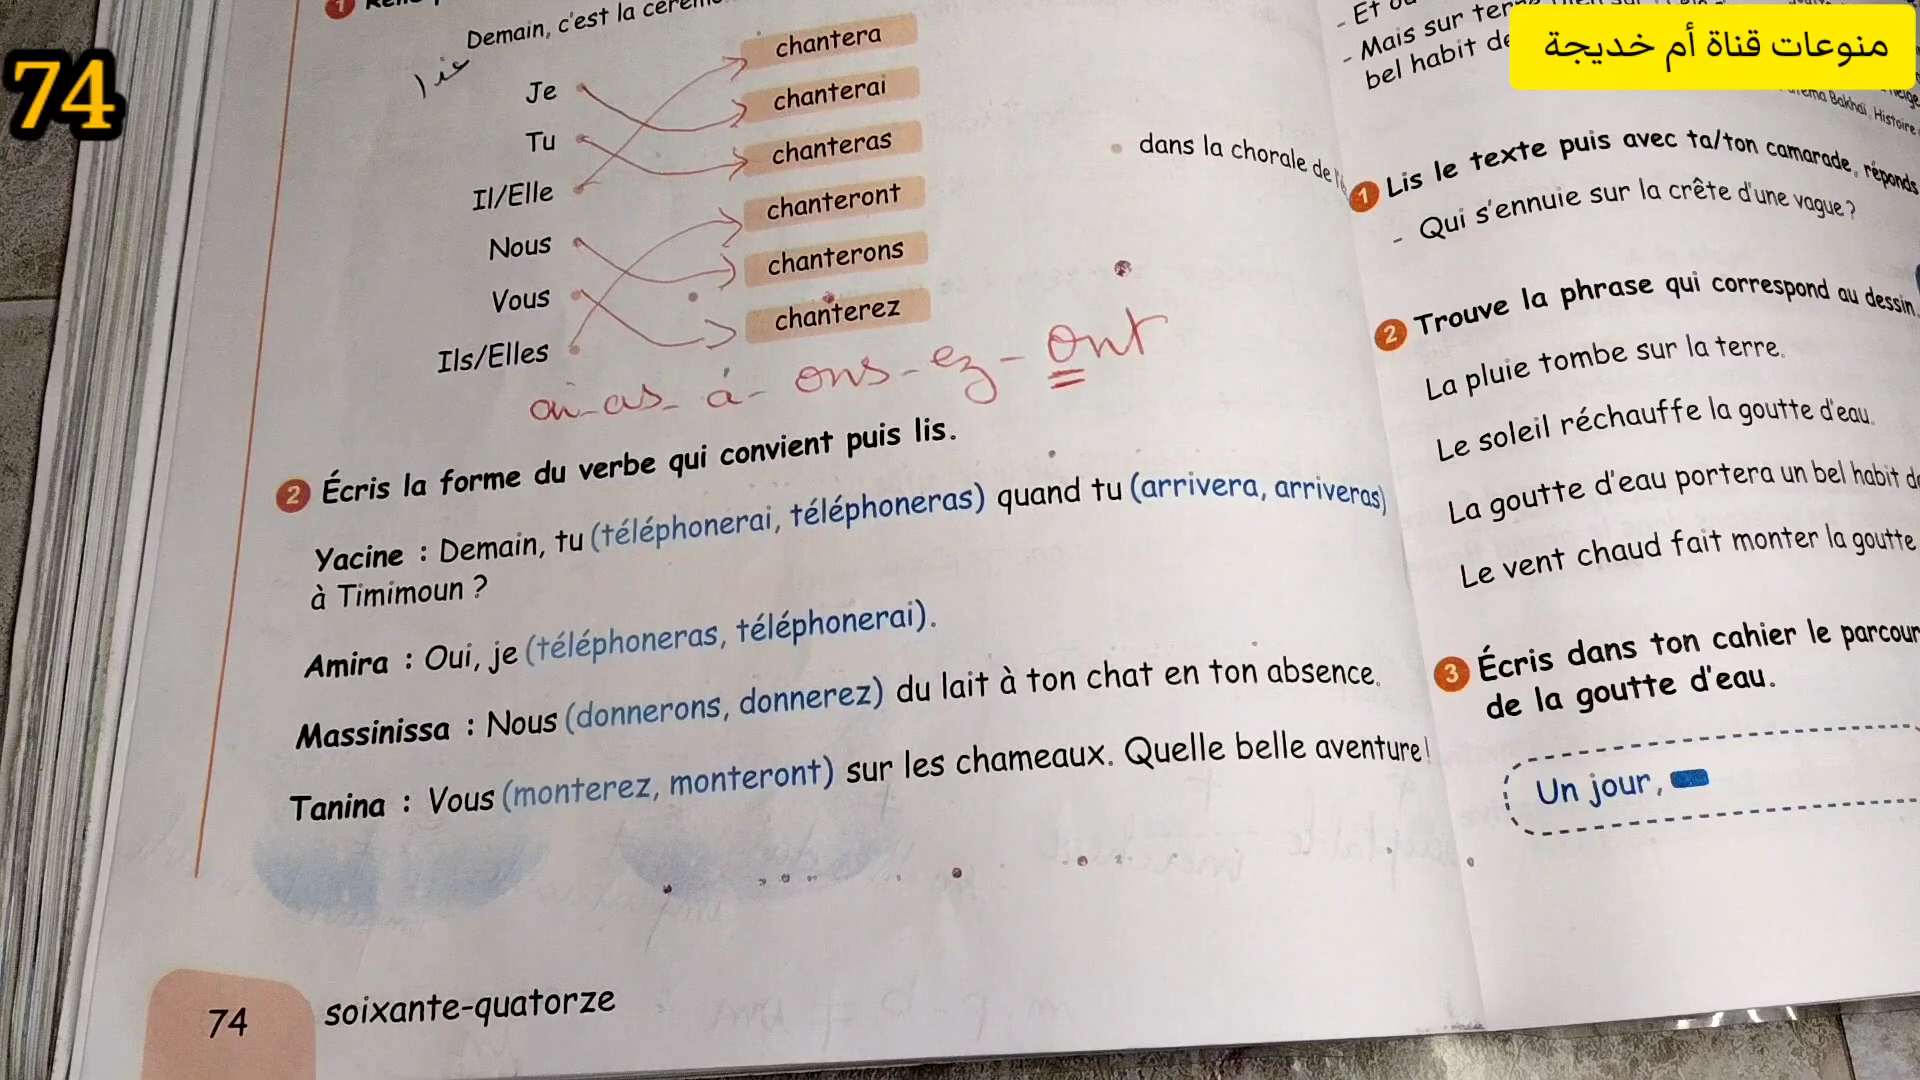 74
منوعات قناة أم خديجة
1
Demain, c'est la
Je
Tu
Il/Elle
Nous
Vous
Ils/Elles
chantera
chanterai
chanteras
chanteront
chanterons
chanterez
dans la chorale de
ai - as - a - ons - ez - ont
2 Écris la forme du verbe qui convient puis lis.
Yacine : Demain, tu (téléphonerai, téléphoneras) quand tu (arrivera, arriveras)
à Timimoun ?
Amira : Oui, je (téléphoneras, téléphonerai).
Massinissa : Nous (donnerons, donnerez) du lait à ton chat en ton absence.
Tanina : Vous (monterez, monteront) sur les chameaux. Quelle belle aventure!
74 soixante-quatorze
- Et
- Mais sur
bel habit
Bakhaï, Histoire
1 Lis le texte puis avec ta/ton camarade, réponds
- Qui s'ennuie sur la crête d'une vague?
2 Trouve la phrase qui correspond au dessin.
La pluie tombe sur la terre.
Le soleil réchauffe la goutte d'eau.
La goutte d'eau portera un bel habit
Le vent chaud fait monter la goutte
3 Écris dans ton cahier le parcour
de la goutte d'eau.
Un jour,